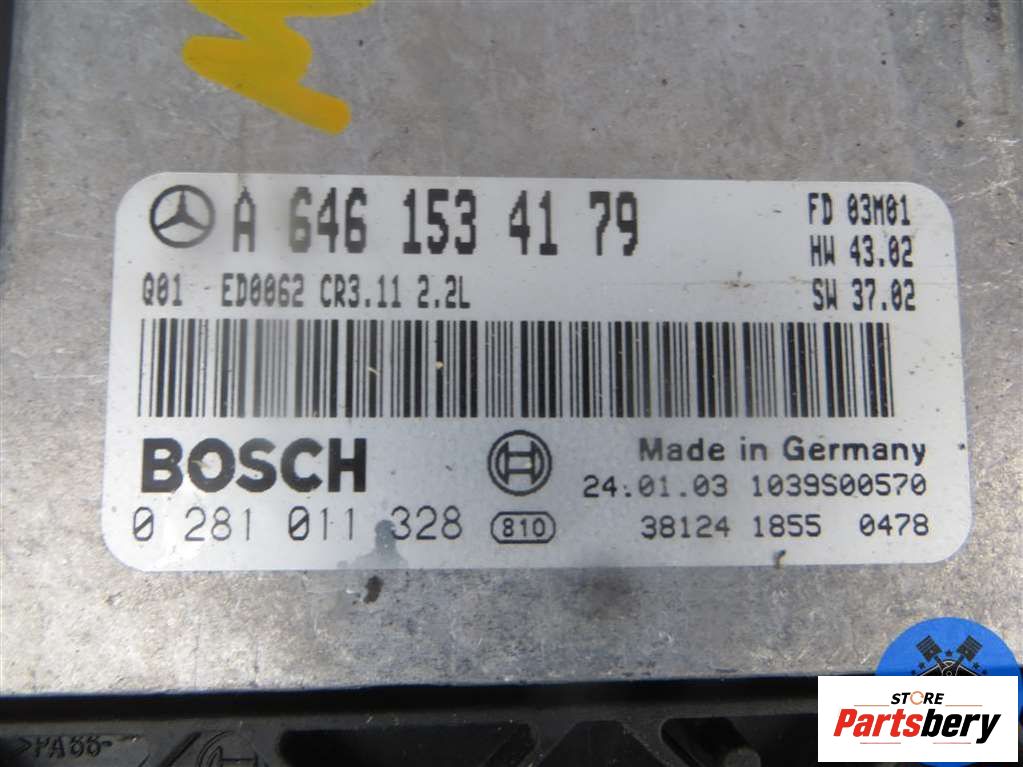 A 646 153 41 79
FD 03M01
HW 43.02
Q01 ED0062 CR3.11 2.2L
SW 37.02
BOSCH
Made in Germany
24.01.03 1039S00570
0 281 011 328
810
38124 1855 0478
>PA66-
STORE
Partsbery